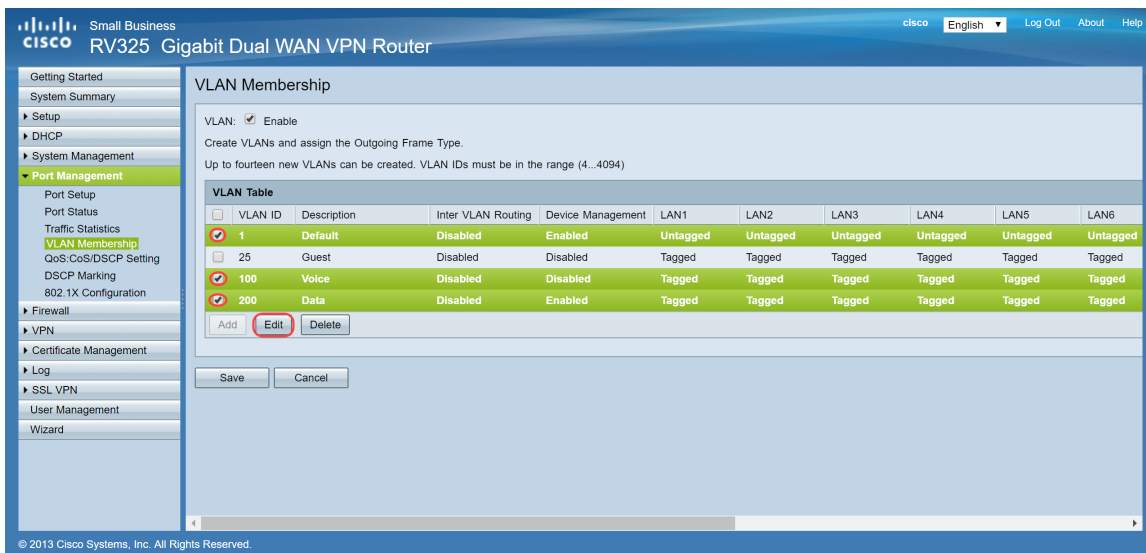 Small Business
cisco English Log Out About Help
CISCO RV325 Gigabit Dual WAN VPN Router
Getting Started
System Summary
Setup
DHCP
System Management
Port Management
Port Setup
Port Status
Traffic Statistics
VLAN Membership
QoS:CoS/DSCP Setting
DSCP Marking
802.1X Configuration
Firewall
VPN
Certificate Management
Log
SSL VPN
User Management
Wizard
VLAN Membership
VLAN: Enable
Create VLANs and assign the Outgoing Frame Type.
Up to fourteen new VLANs can be created. VLAN IDs must be in the range (4...4094)
VLAN Table
VLAN ID Description Inter VLAN Routing Device Management LAN1 LAN2 LAN3 LAN4 LAN5 LAN6
1 Default Disabled Enabled Untagged Untagged Untagged Untagged Untagged Untagged
25 Guest Disabled Disabled Tagged Tagged Tagged Tagged Tagged Tagged
100 Voice Disabled Disabled Tagged Tagged Tagged Tagged Tagged Tagged
200 Data Disabled Enabled Tagged Tagged Tagged Tagged Tagged Tagged
Add Edit Delete
Save Cancel
© 2013 Cisco Systems, Inc. All Rights Reserved.